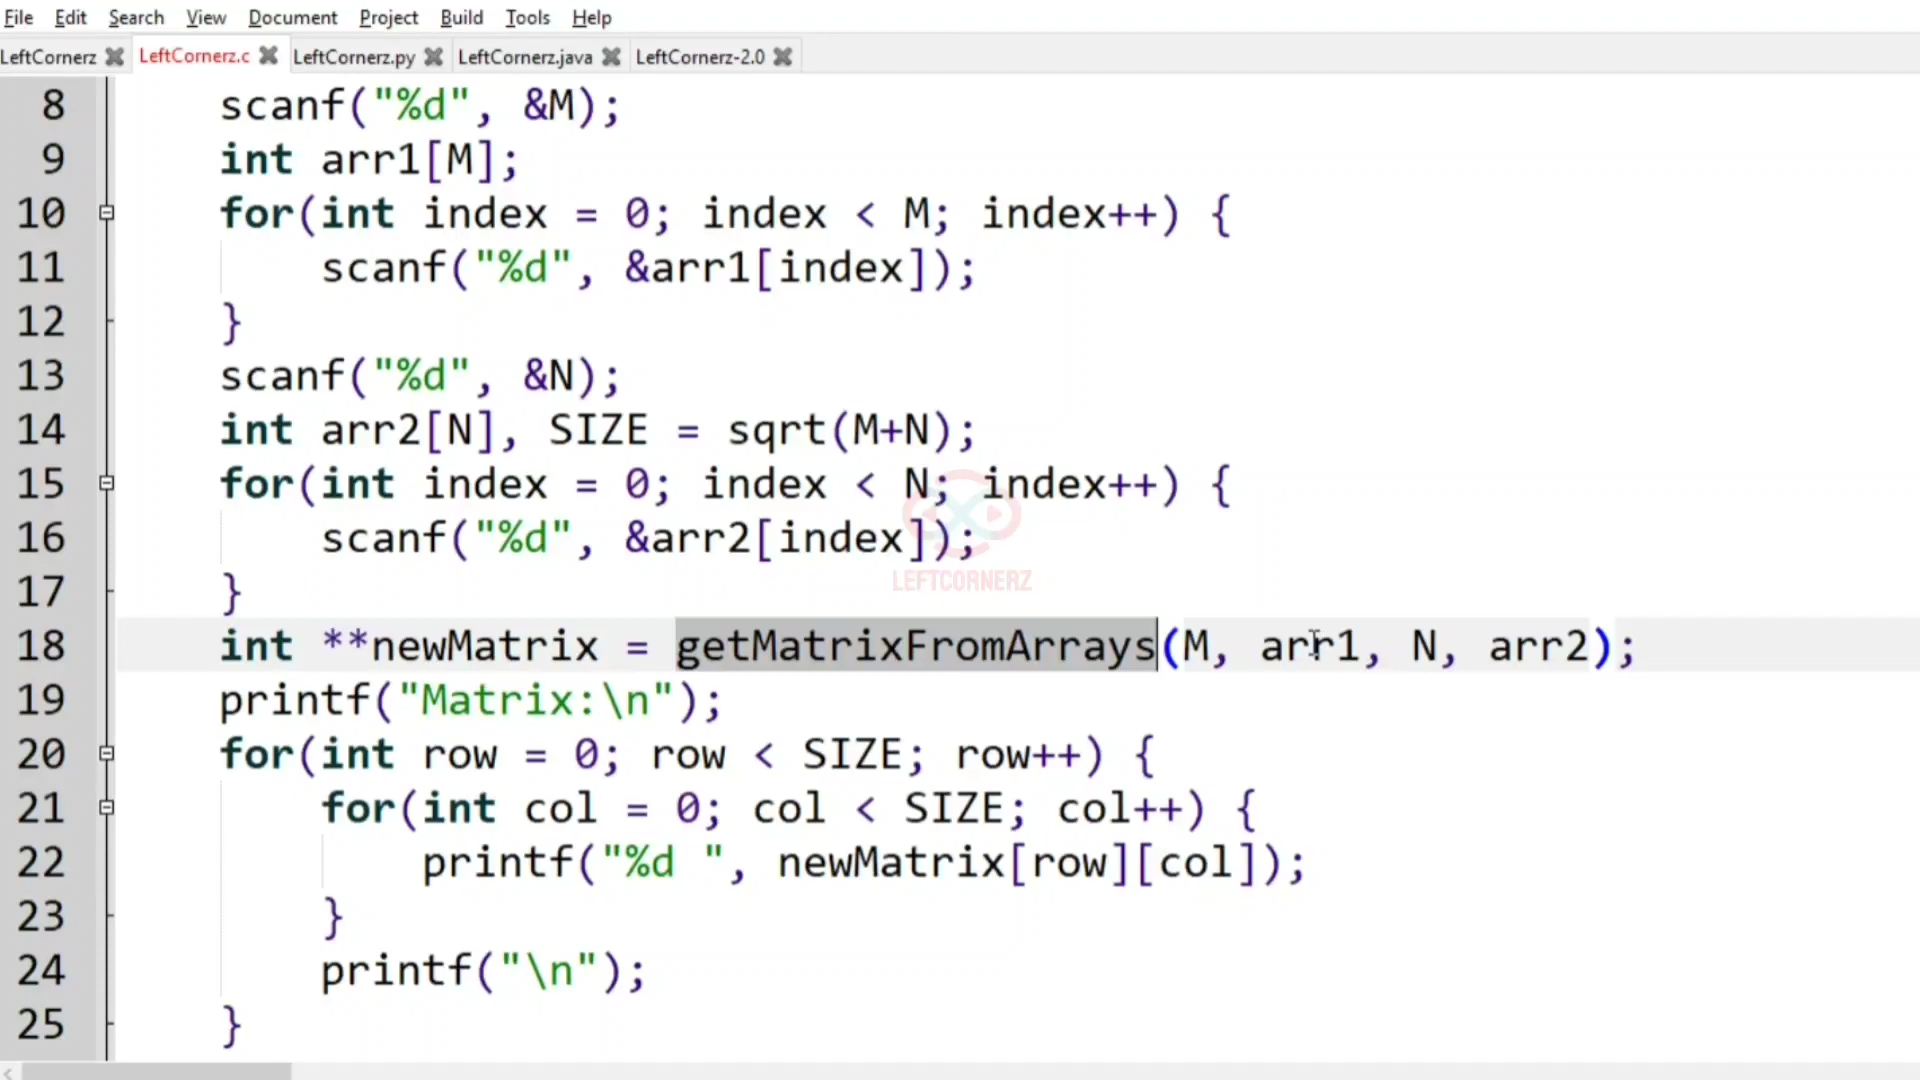 File Edit Search View Document Project Build Tools Help
LeftCornerz LeftCornerz.c LeftCornerz.py LeftCornerz.java LeftCornerz-2.0
8 scanf("%d", &M);
9 int arr1[M];
10 for(int index = 0; index < M; index++) {
11 scanf("%d", &arr1[index]);
12 }
13 scanf("%d", &N);
14 int arr2[N], SIZE = sqrt(M+N);
15 for(int index = 0; index < N; index++) {
16 scanf("%d", &arr2[index]);
LEFTCORNERZ
17 }
18 int **newMatrix = getMatrixFromArrays(M, arr1, N, arr2);
19 printf("Matrix:\n");
20 for(int row = 0; row < SIZE; row++) {
21 for(int col = 0; col < SIZE; col++) {
22 printf("%d ", newMatrix[row][col]);
23 }
24 printf("\n");
25 }